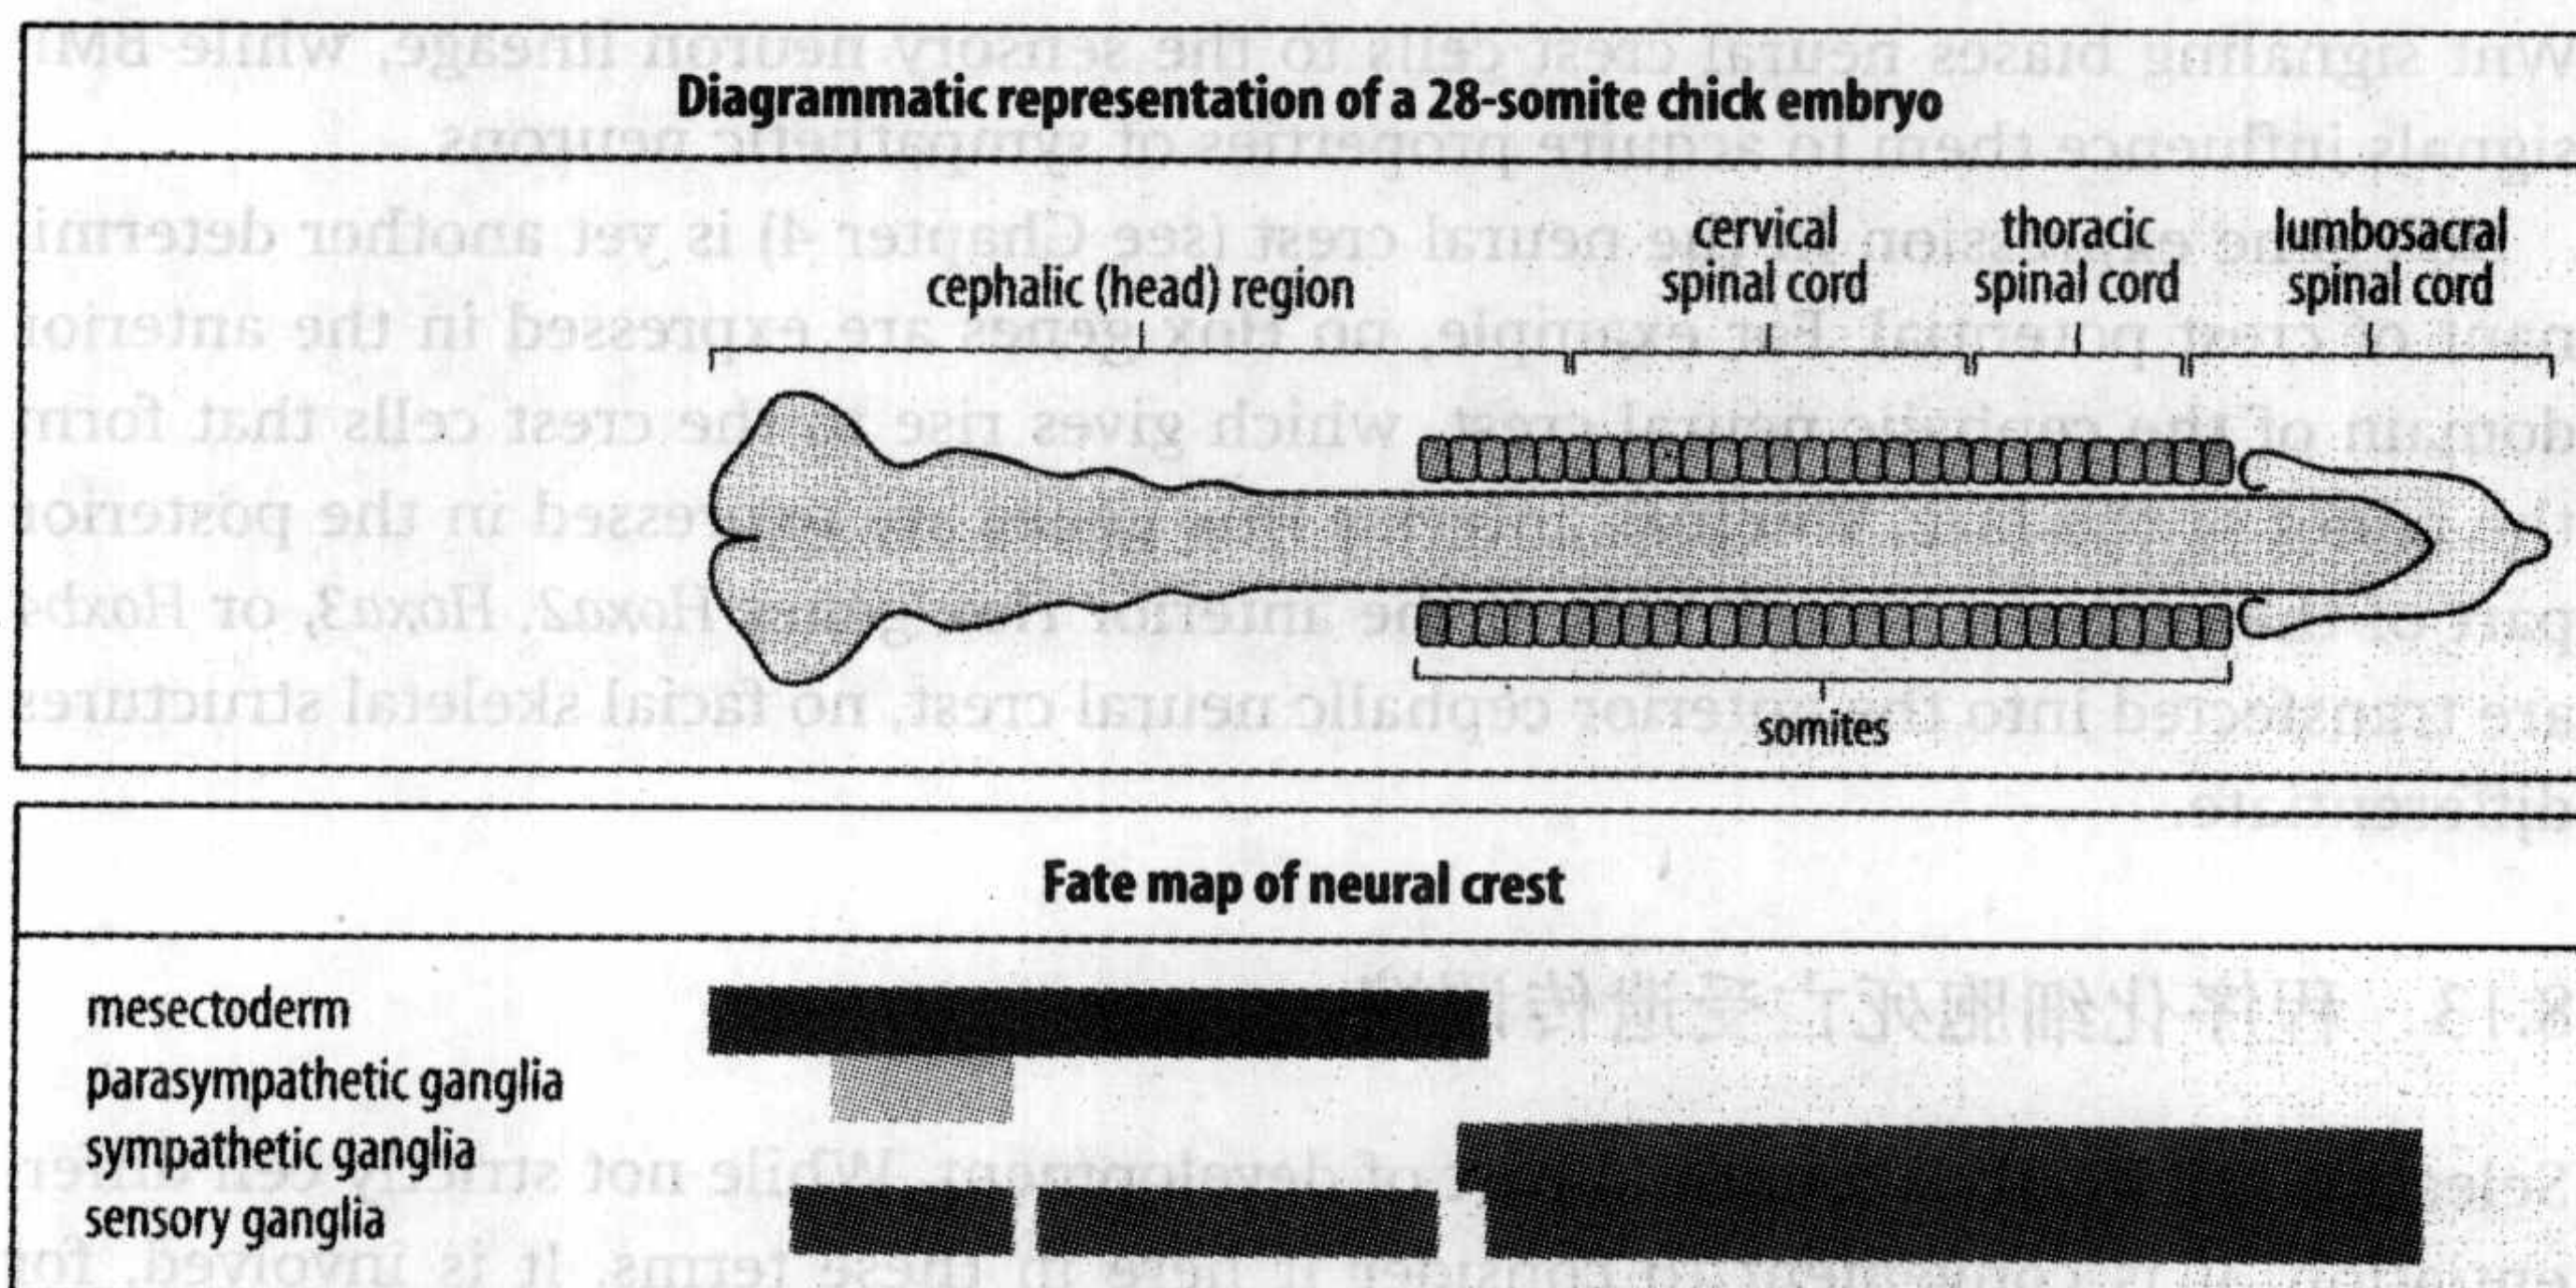 Diagrammatic representation of a 28-somite chick embryo
cephalic (head) region
cervical
spinal cord
thoracic
spinal cord
lumbosacral
spinal cord
somites
Fate map of neural crest
mesectoderm
parasympathetic ganglia
sympathetic ganglia
sensory ganglia